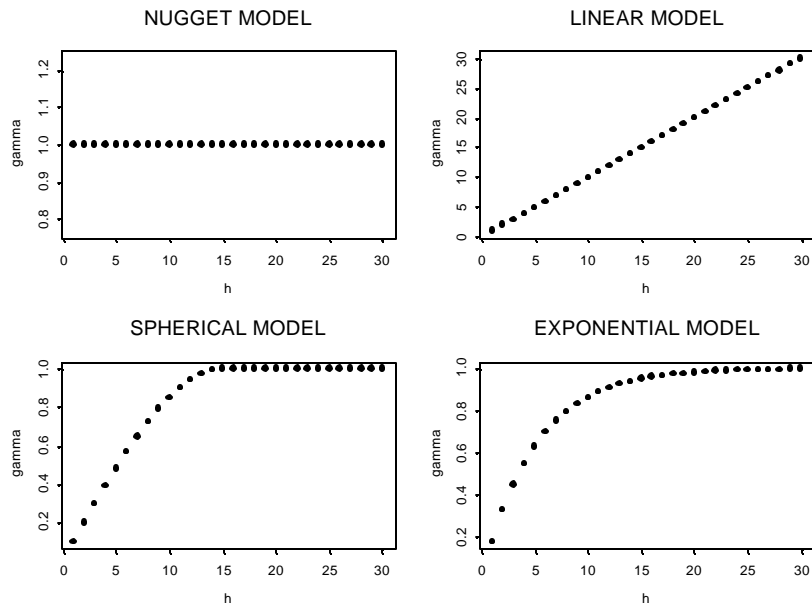 NUGGET MODEL
gamma
0.8 0.9 1.0 1.1 1.2
0 5 10 15 20 25 30
h
LINEAR MODEL
gamma
0 5 10 15 20 25 30
0 5 10 15 20 25 30
h
SPHERICAL MODEL
gamma
0.2 0.4 0.6 0.8 1.0
0 5 10 15 20 25 30
h
EXPONENTIAL MODEL
gamma
0.2 0.4 0.6 0.8 1.0
0 5 10 15 20 25 30
h